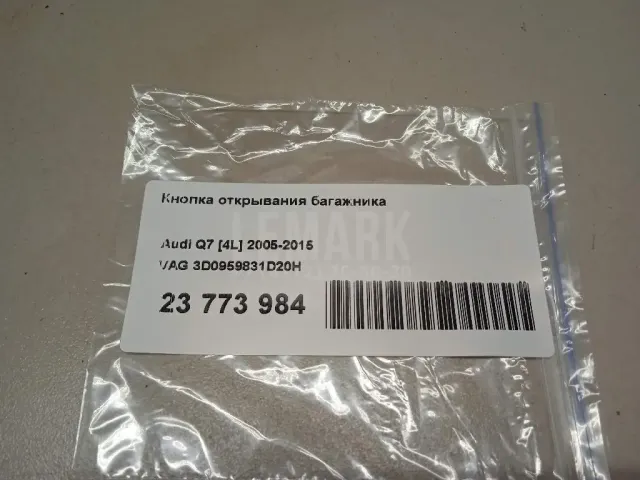 Кнопка открывания багажника
LEMARK
Audi Q7 [4L] 2005-2015
VAG 3D0959831D20H
23 773 984